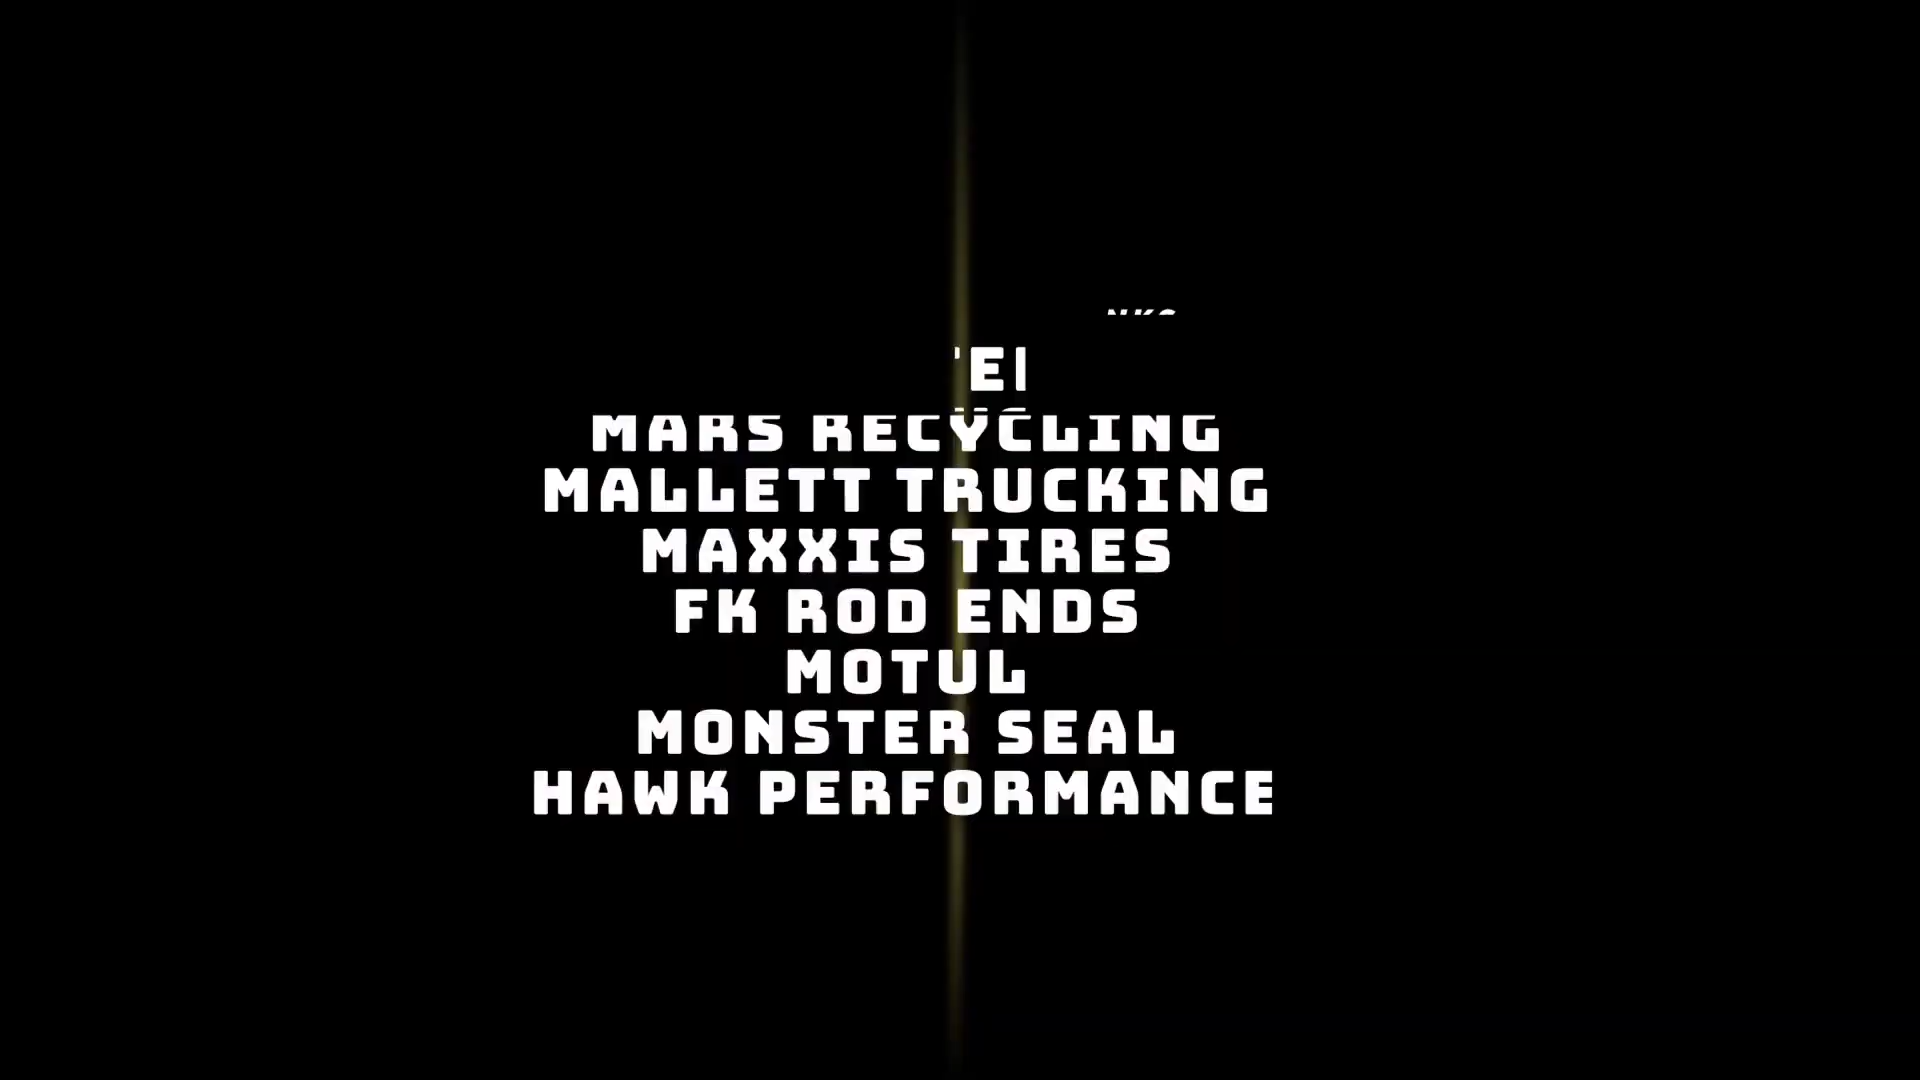 MARS RECYCLING
MALLETT TRUCKING
MAXXIS TIRES
FK ROD ENDS
MOTUL
MONSTER SEAL
HAWK PERFORMANCE